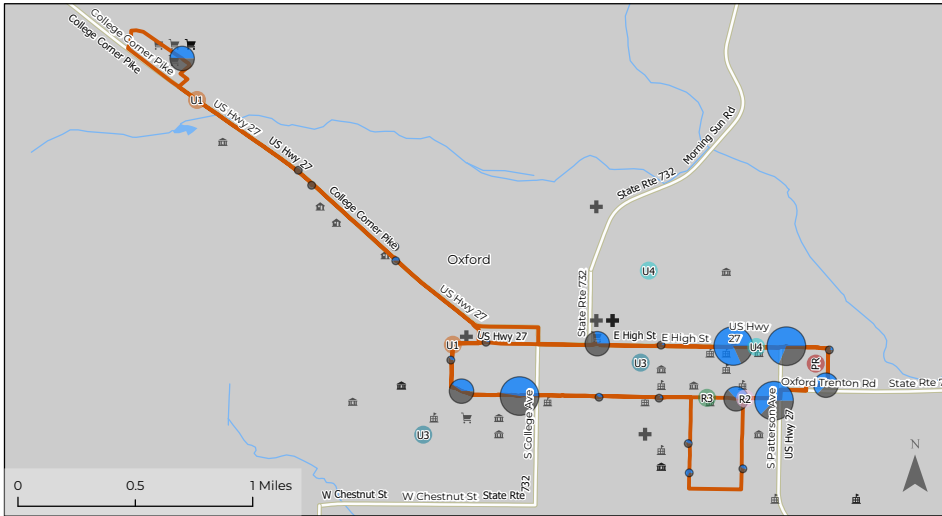 College Corner Pike
College Corner Pike
U1
US Hwy 27
US Hwy 27
Morning Sun Rd
State Rte 732
College Corner Pike
Oxford
U4
US Hwy 27
State Rte 732
US Hwy 27
E High St
E High St
US Hwy
27
U1
U4
U3
R3
Oxford Trenton Rd
State Rte 7
R3
R2
S College Ave
S Patterson Ave
US Hwy 27
U3
N
0
0.5
1 Miles
W Chestnut St
W Chestnut St
State Rte
732